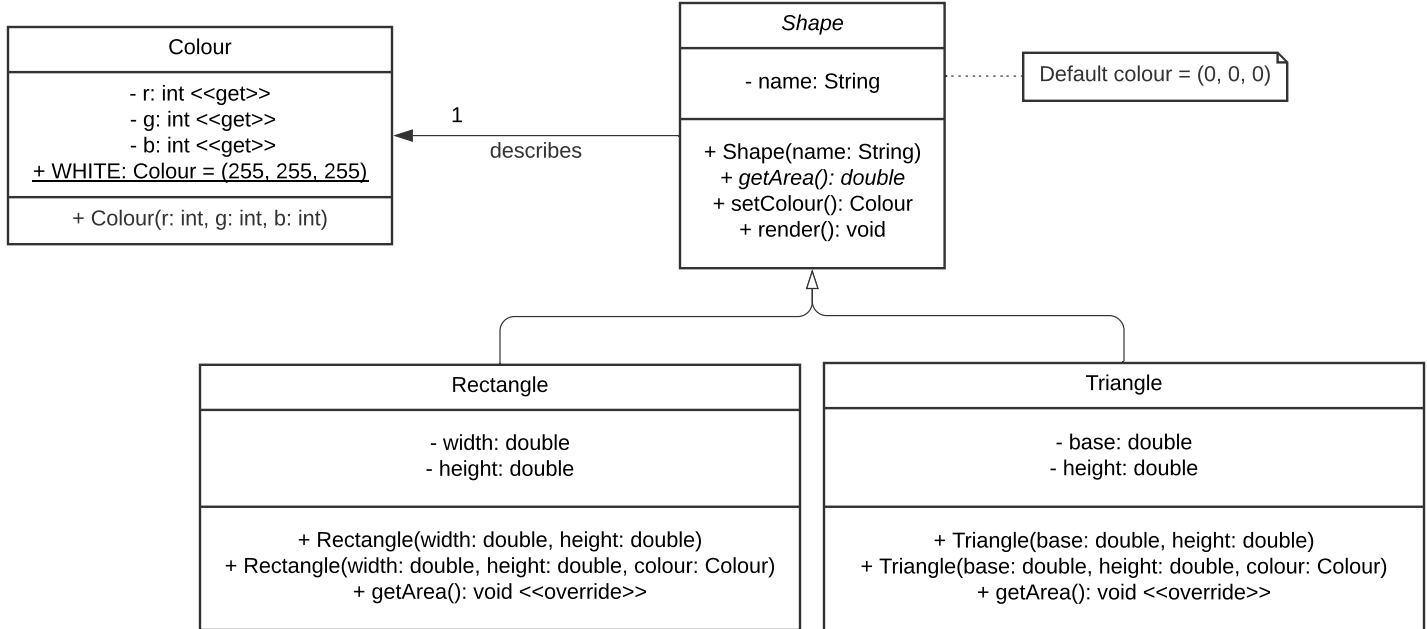 Colour
- r: int <<get>>
- g: int <<get>>
- b: int <<get>>
+ WHITE: Colour = (255, 255, 255)
+ Colour(r: int, g: int, b: int)
1
describes
Shape
- name: String
+ Shape(name: String)
+ getArea(): double
+ setColour(): Colour
+ render(): void
Default colour = (0, 0, 0)
Rectangle
- width: double
- height: double
+ Rectangle(width: double, height: double)
+ Rectangle(width: double, height: double, colour: Colour)
+ getArea(): void <<override>>
Triangle
- base: double
- height: double
+ Triangle(base: double, height: double)
+ Triangle(base: double, height: double, colour: Colour)
+ getArea(): void <<override>>